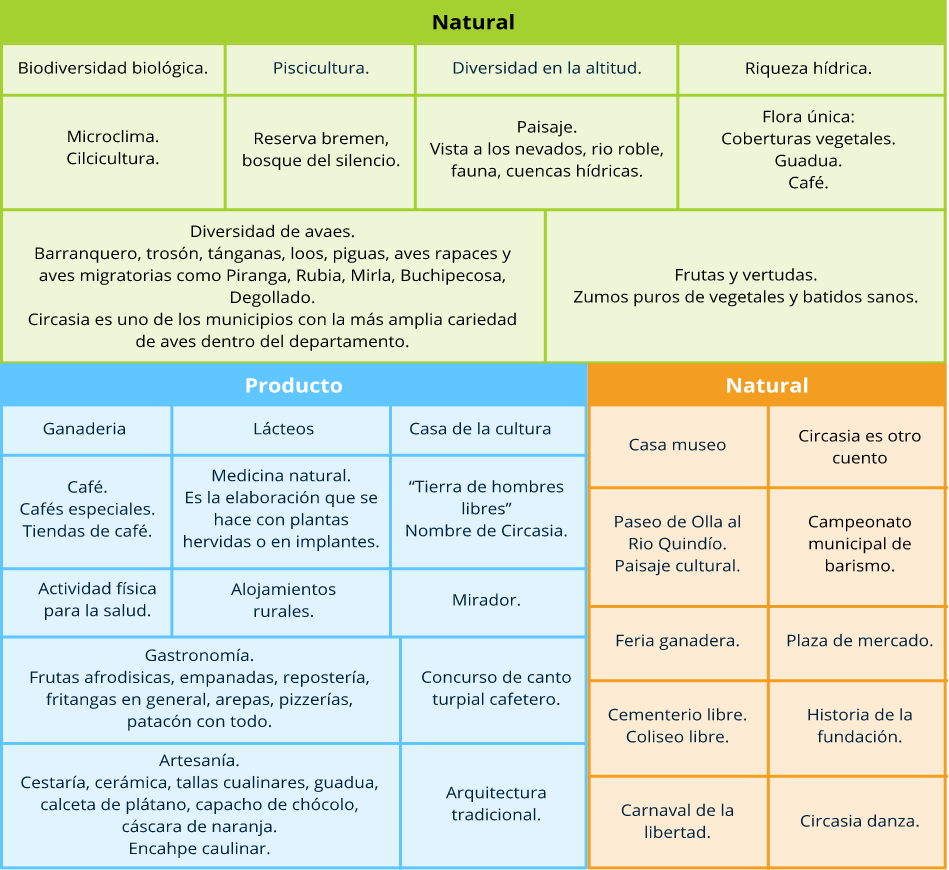 Natural
Biodiversidad biológica.
Piscicultura.
Diversidad en la altitud.
Riqueza hídrica.
Microclima.
Cilcicultura.
Reserva bremen,
bosque del silencio.
Paisaje.
Vista a los nevados, rio roble,
fauna, cuencas hídricas.
Flora única:
Coberturas vegetales.
Guadua.
Café.
Diversidad de avaes.
Barranquero, trosón, tánganas, loos, piguas, aves rapaces y
aves migratorias como Piranga, Rubia, Mirla, Buchipecosa,
Degollado.
Circasia es uno de los municipios con la más amplia cariedad
de aves dentro del departamento.
Frutas y vertudas.
Zumos puros de vegetales y batidos sanos.
Producto
Ganaderia
Lácteos
Casa de la cultura
Café.
Cafés especiales.
Tiendas de café.
Medicina natural.
Es la elaboración que se
hace con plantas
hervidas o en implantes.
“Tierra de hombres
libres”
Nombre de Circasia.
Actividad física
para la salud.
Alojamientos
rurales.
Mirador.
Gastronomía.
Frutas afrodisicas, empanadas, repostería,
fritangas en general, arepas, pizzerías,
patacón con todo.
Concurso de canto
turpial cafetero.
Artesanía.
Cestaría, cerámica, tallas cualinares, guadua,
calceta de plátano, capacho de chócolo,
cáscara de naranja.
Encahpe caulinar.
Arquitectura
tradicional.
Natural
Casa museo
Circasia es otro
cuento
Paseo de Olla al
Rio Quindío.
Paisaje cultural.
Campeonato
municipal de
barismo.
Feria ganadera.
Plaza de mercado.
Cementerio libre.
Coliseo libre.
Historia de la
fundación.
Carnaval de la
libertad.
Circasia danza.